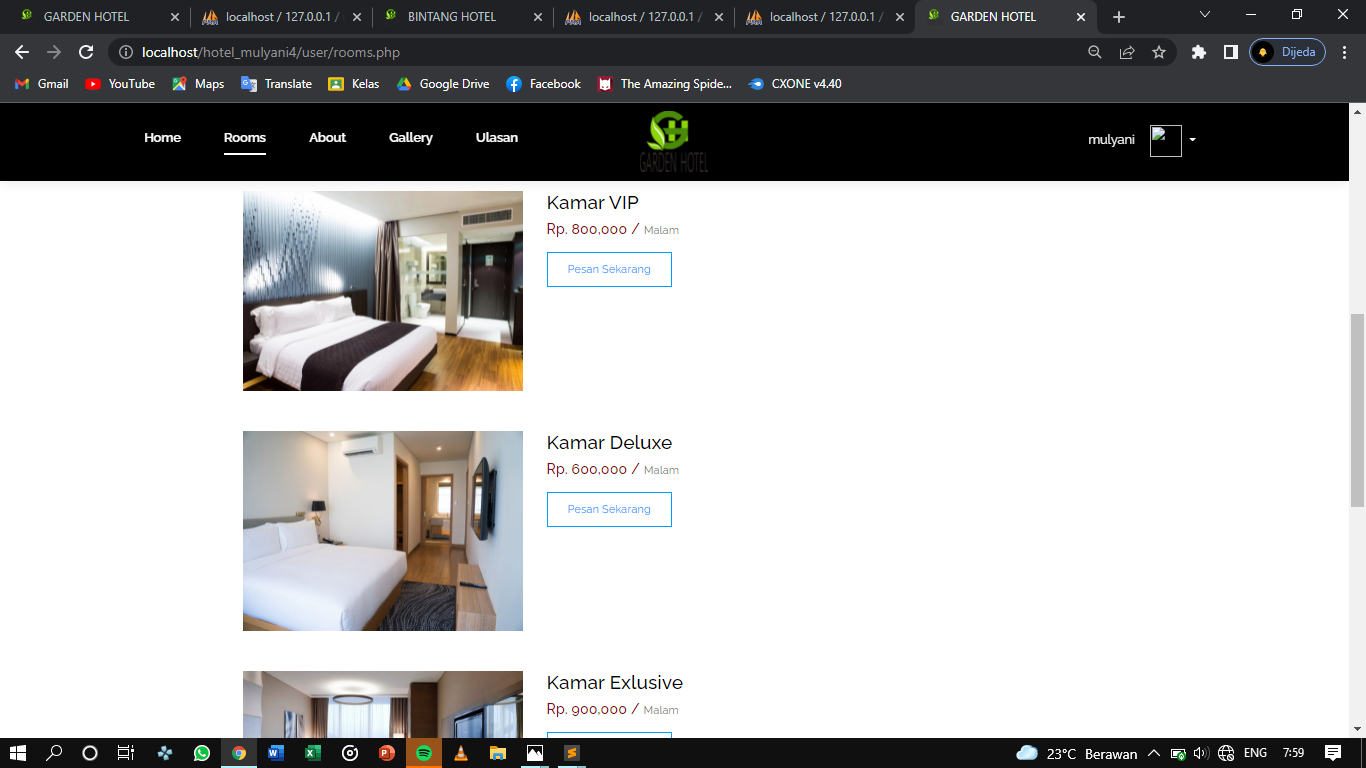 GARDEN HOTEL
localhost / 127.0.0.1 /
BINTANG HOTEL
localhost / 127.0.0.1 /
localhost / 127.0.0.1 /
GARDEN HOTEL
localhost/hotel_mulyani4/user/rooms.php
Dijeda
Gmail
YouTube
Maps
Translate
Kelas
Google Drive
Facebook
The Amazing Spide...
CXONE v4.40
Home
Rooms
About
Gallery
Ulasan
GARDEN HOTEL
mulyani
Kamar VIP
Rp. 800,000 / Malam
Pesan Sekarang
Kamar Deluxe
Rp. 600,000 / Malam
Pesan Sekarang
Kamar Exlusive
Rp. 900,000 / Malam
23°C Berawan
ENG
7:59